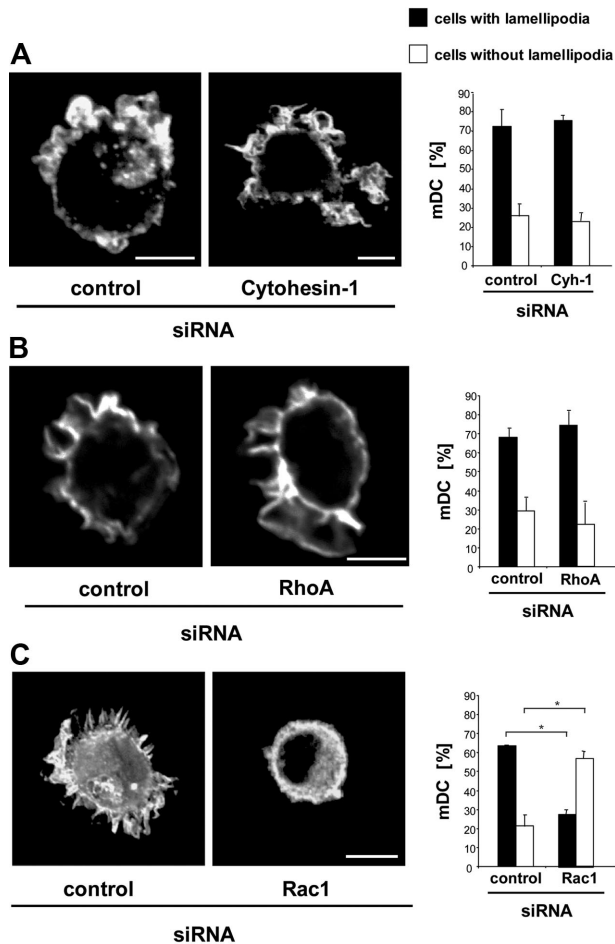 cells with lamellipodia
cells without lamellipodia
A
control
Cytohesin-1
siRNA
mDC [%]
90
80
70
60
50
40
30
20
10
0
control
Cyh-1
siRNA
B
control
RhoA
siRNA
mDC [%]
90
80
70
60
50
40
30
20
10
0
control
RhoA
siRNA
C
control
Rac1
siRNA
mDC [%]
90
80
70
60
50
40
30
20
10
0
*
*
control
Rac1
siRNA